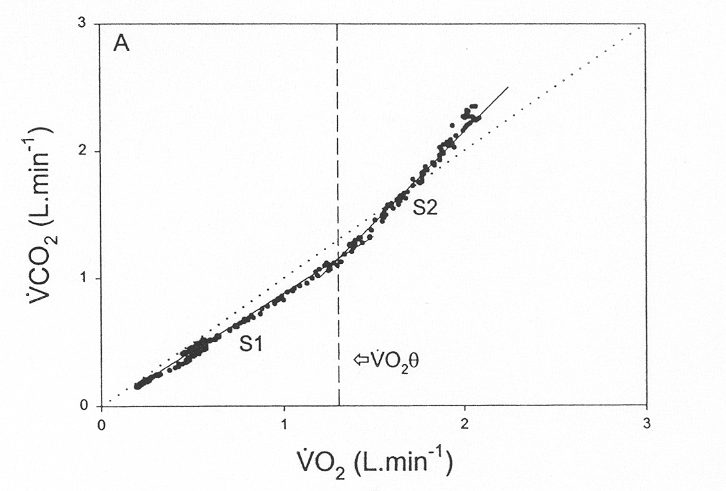 3
A
2
1
0
V̇CO₂ (L.min⁻¹)
S2
S1
⇦V̇O₂θ
0
1
2
3
V̇O₂ (L.min⁻¹)